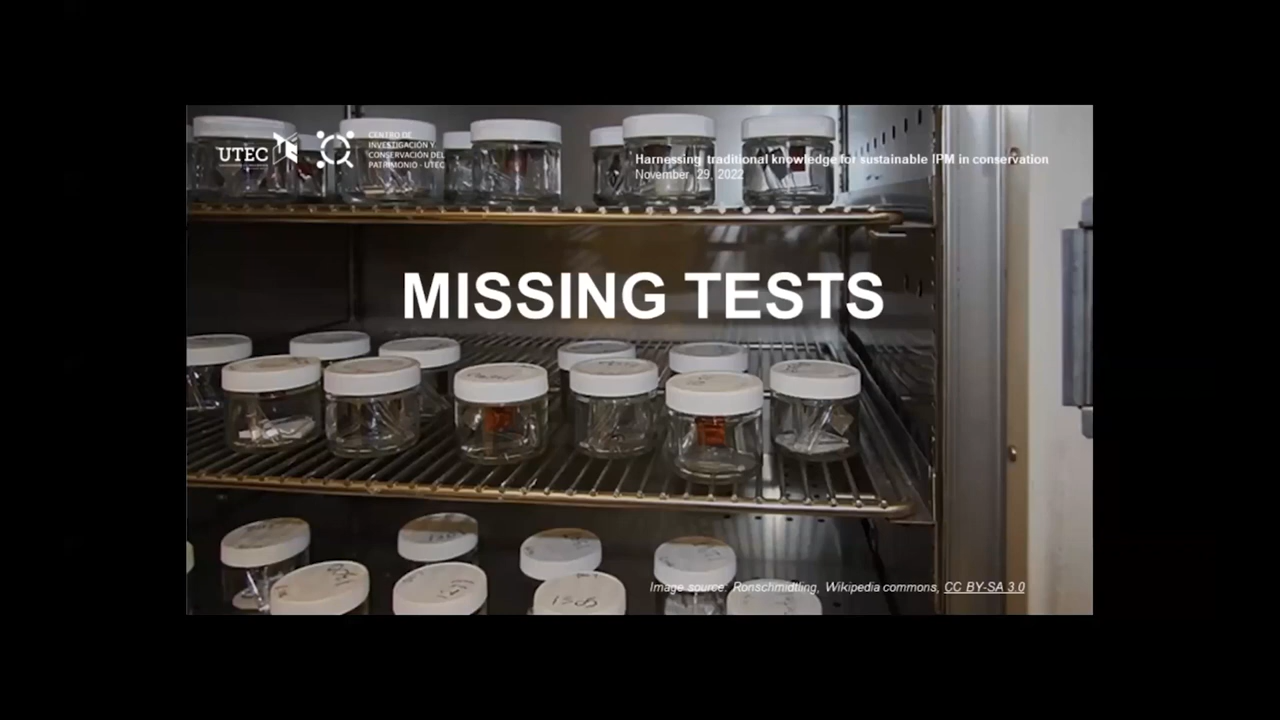 UTEC
CENTRO DE
INVESTIGACIÓN Y
CONSERVACIÓN DEL
PATRIMONIO - UTEC
Harnessing traditional knowledge for sustainable IPM in conservation
November 29, 2022
MISSING TESTS
Image source: Ronschmidtling, Wikipedia commons, CC BY-SA 3.0